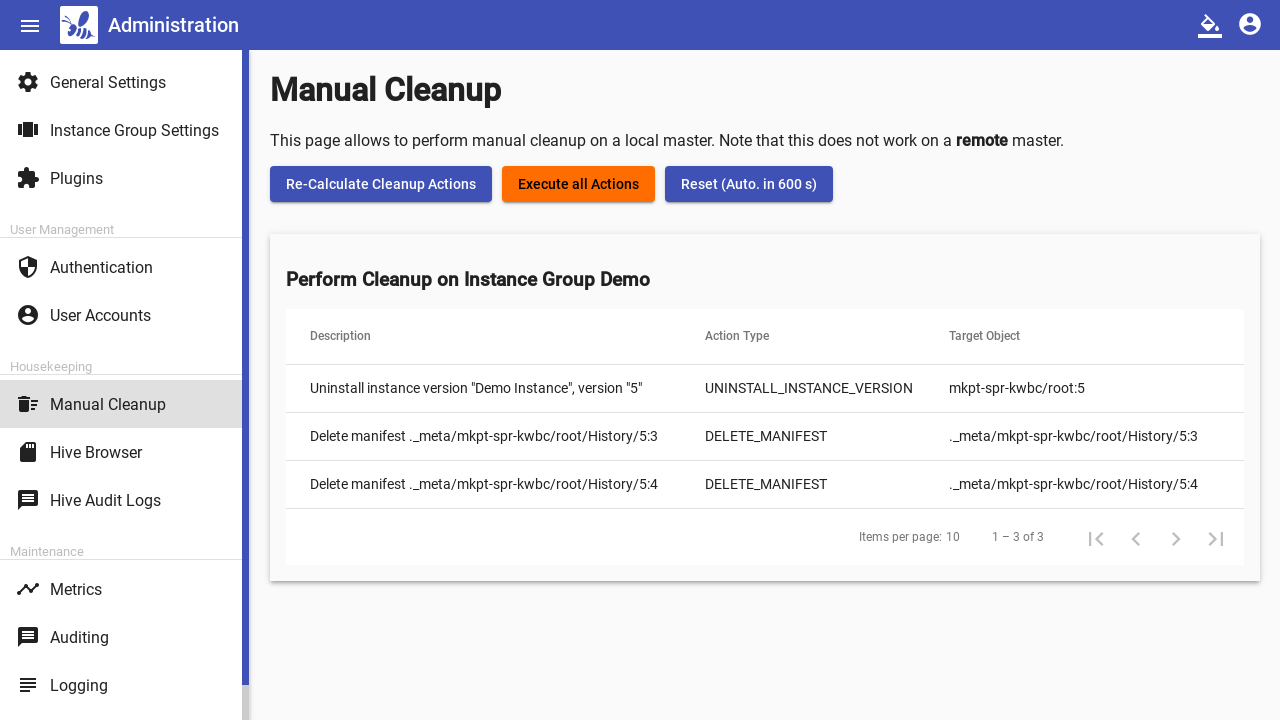 Administration
General Settings
Instance Group Settings
Plugins
User Management
Authentication
User Accounts
Housekeeping
Manual Cleanup
Hive Browser
Hive Audit Logs
Maintenance
Metrics
Auditing
Logging
Manual Cleanup
This page allows to perform manual cleanup on a local master. Note that this does not work on a remote master.
Re-Calculate Cleanup Actions Execute all Actions Reset (Auto. in 600 s)
Perform Cleanup on Instance Group Demo
Description Action Type Target Object
Uninstall instance version "Demo Instance", version "5" UNINSTALL_INSTANCE_VERSION mkpt-spr-kwbc/root:5
Delete manifest ._meta/mkpt-spr-kwbc/root/History/5:3 DELETE_MANIFEST ._meta/mkpt-spr-kwbc/root/History/5:3
Delete manifest ._meta/mkpt-spr-kwbc/root/History/5:4 DELETE_MANIFEST ._meta/mkpt-spr-kwbc/root/History/5:4
Items per page: 10 1 – 3 of 3